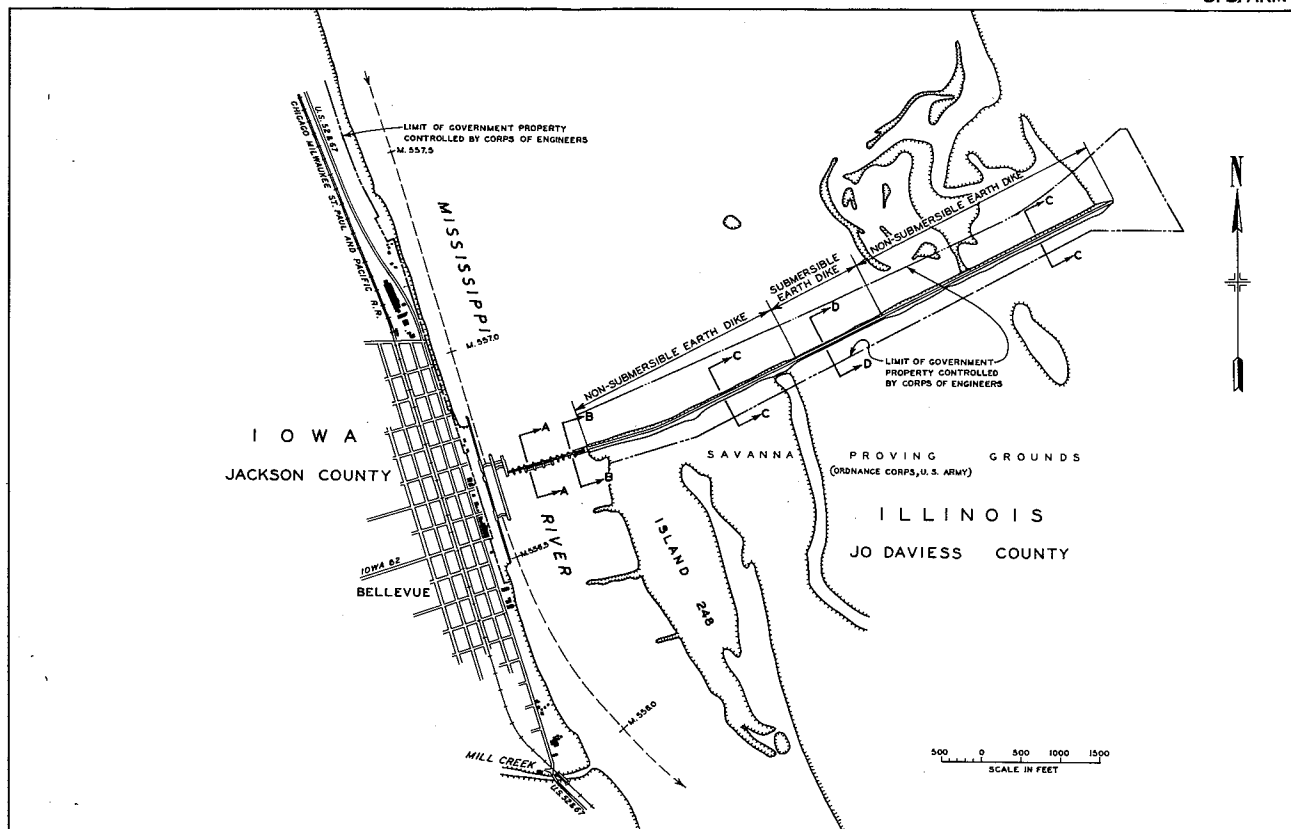 U.S. 52 & 67
CHICAGO MILWAUKEE ST. PAUL AND PACIFIC R.R.
LIMIT OF GOVERNMENT PROPERTY
CONTROLLED BY CORPS OF ENGINEERS
M. 557.5
MISSISSIPPI
RIVER
M. 557.0
NON-SUBMERSIBLE EARTH DIKE
SUBMERSIBLE
EARTH DIKE
NON-SUBMERSIBLE EARTH DIKE
N
C
C
D
D
C
C
B
B
A
A
LIMIT OF GOVERNMENT
PROPERTY CONTROLLED
BY CORPS OF ENGINEERS
IOWA
JACKSON COUNTY
SAVANNA PROVING GROUNDS
(ORDNANCE CORPS, U.S. ARMY)
ILLINOIS
JO DAVIESS COUNTY
M. 556.5
ISLAND 248
IOWA 62
BELLEVUE
M. 556.0
MILL CREEK
U.S. 52 & 67
500 0 500 1000 1500
SCALE IN FEET